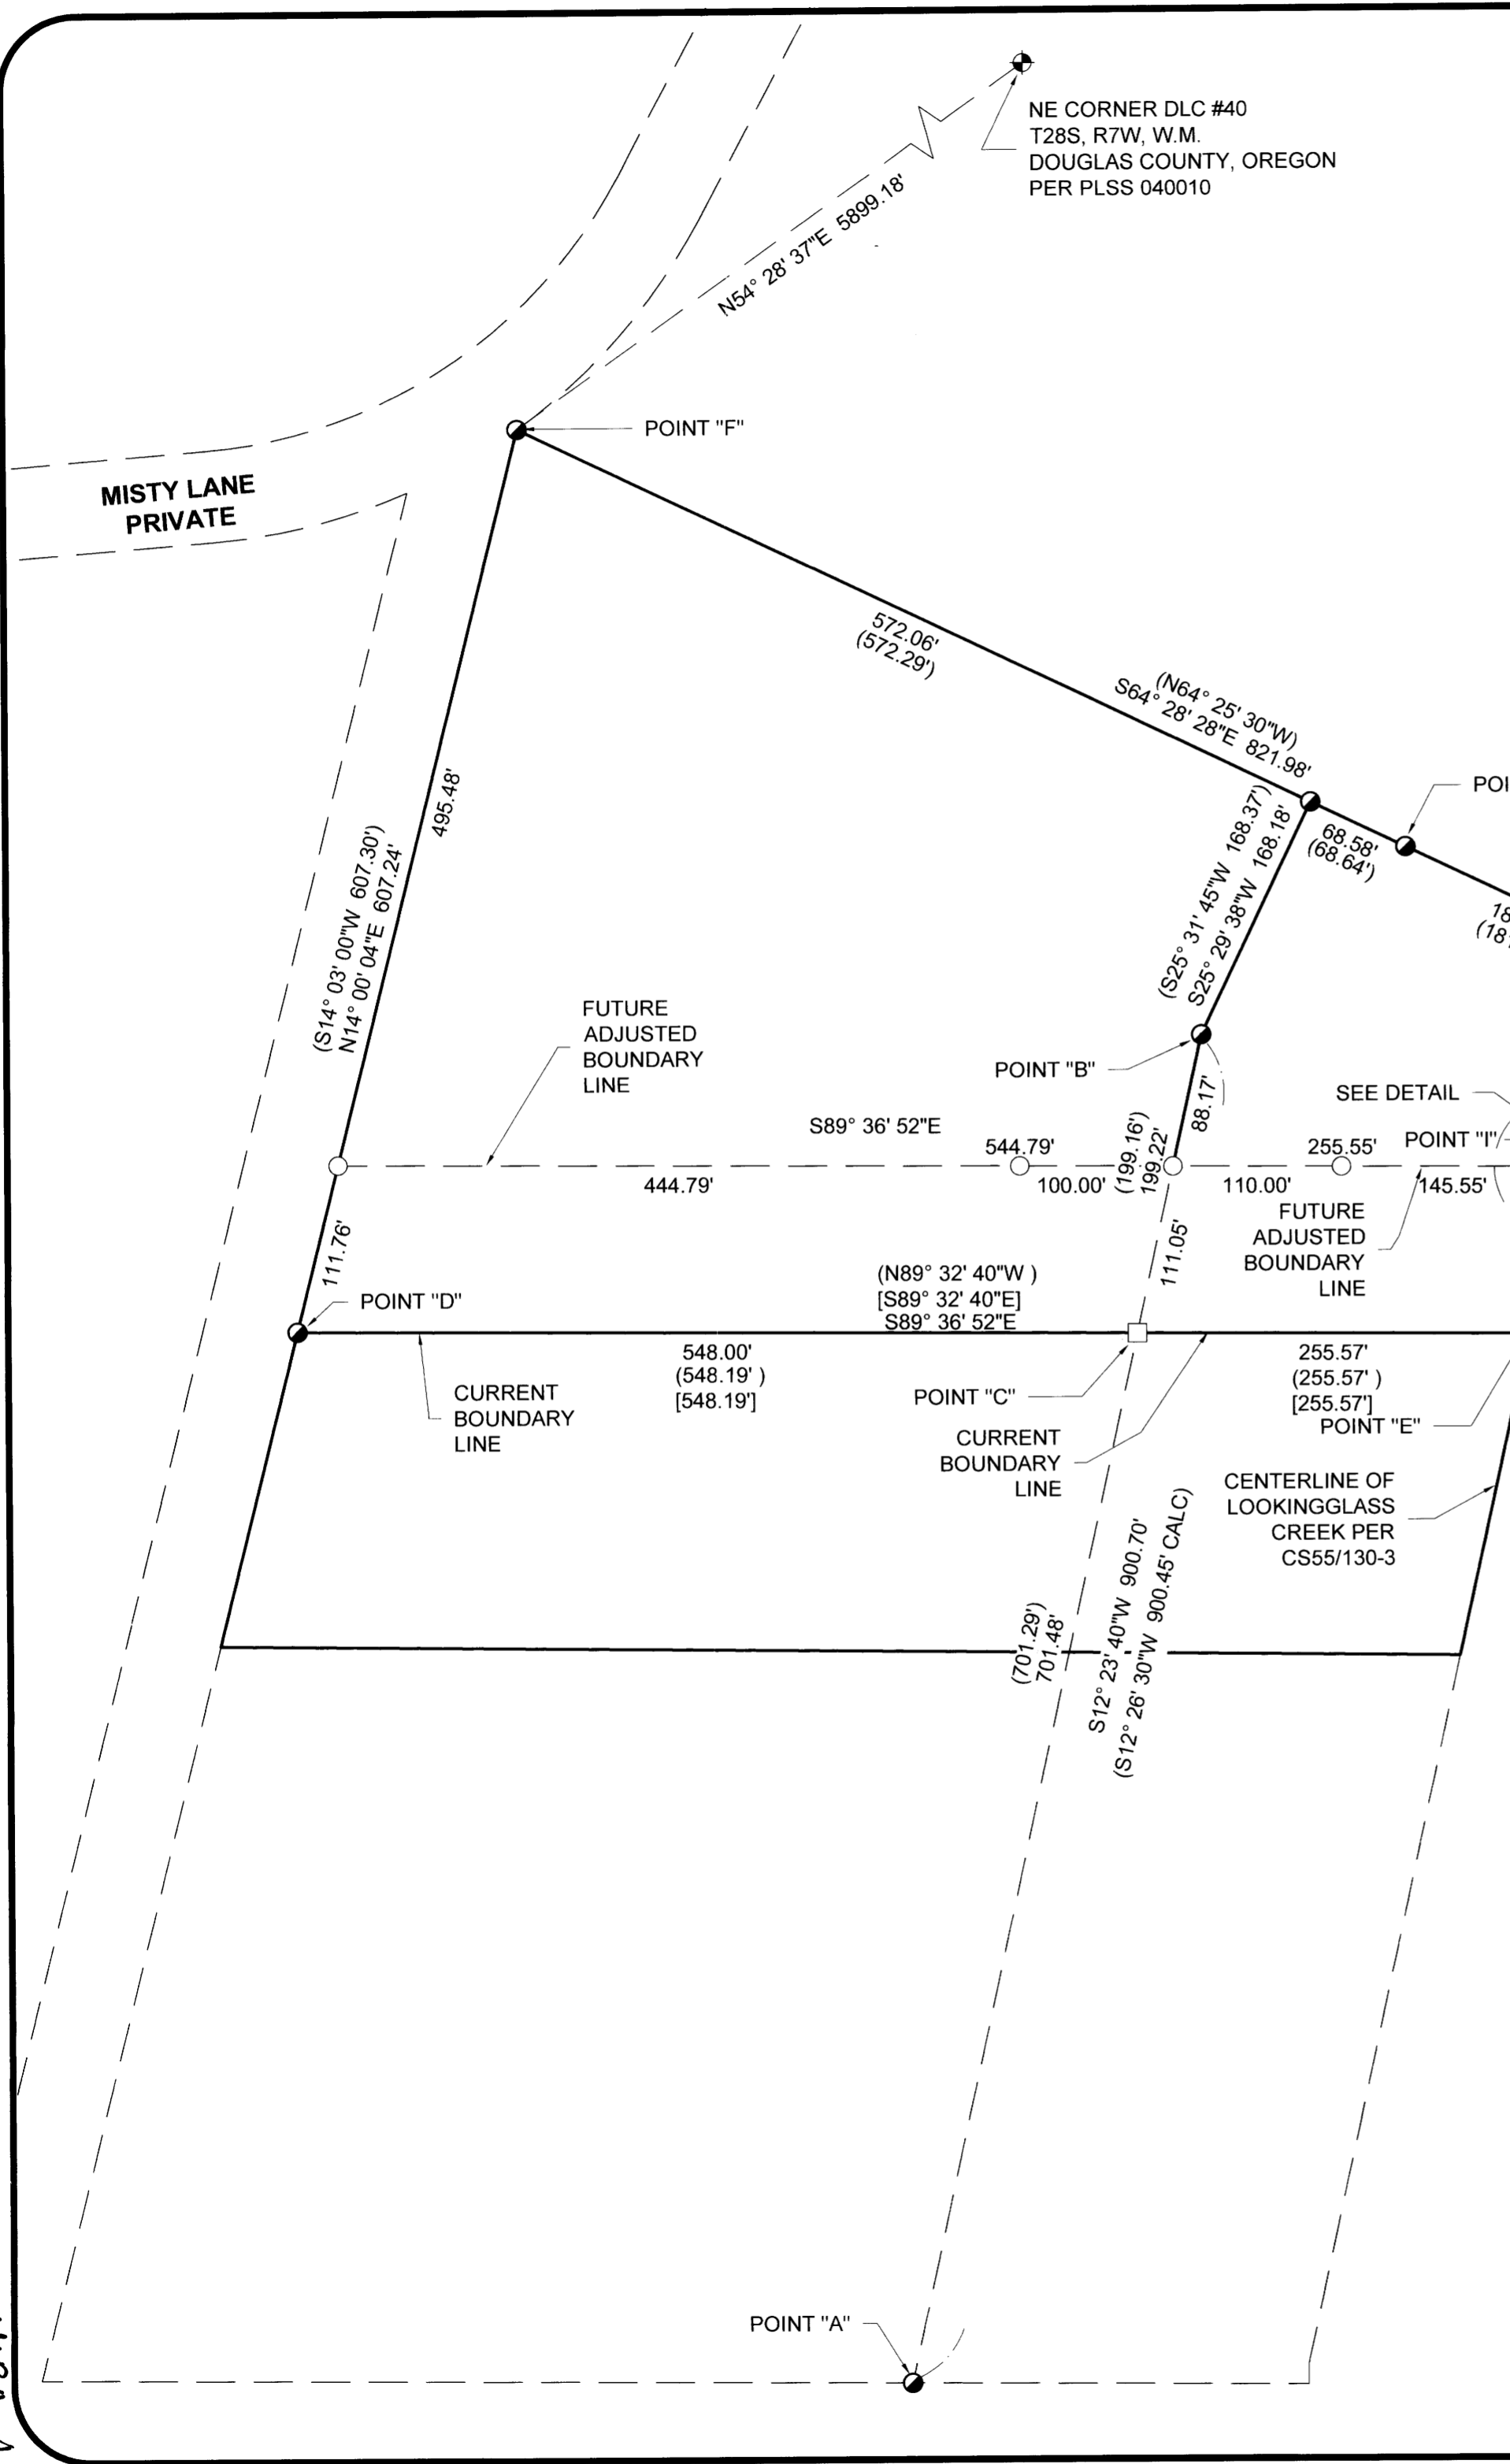 NE CORNER DLC #40
T28S, R7W, W.M.
DOUGLAS COUNTY, OREGON
PER PLSS 040010
N54° 28' 37"E 5899.18'
POINT "F"
MISTY LANE
PRIVATE
572.06'
(572.29')
(N64° 25' 30"W)
S64° 28' 28"E 821.98'
POI
68.58'
(68.64')
18
(18
495.48'
(S14° 03' 00"W 607.30')
N14° 00' 04"E 607.24'
(S25° 31' 45"W 168.37')
S25° 29' 38"W 168.18'
FUTURE
ADJUSTED
BOUNDARY
LINE
POINT "B"
88.17'
SEE DETAIL
POINT "I"
S89° 36' 52"E
544.79'
(199.16')
199.22'
255.55'
444.79'
100.00'
110.00'
145.55'
FUTURE
ADJUSTED
BOUNDARY
LINE
111.76'
111.05'
(N89° 32' 40"W )
[S89° 32' 40"E]
S89° 36' 52"E
POINT "D"
548.00'
(548.19' )
[548.19']
255.57'
(255.57' )
[255.57']
CURRENT
BOUNDARY
LINE
POINT "C"
CURRENT
BOUNDARY
LINE
POINT "E"
CENTERLINE OF
LOOKINGGLASS
CREEK PER
CS55/130-3
(701.29')
701.48'
S12° 23' 40"W 900.70'
(S12° 26' 30"W 900.45' CALC)
POINT "A"